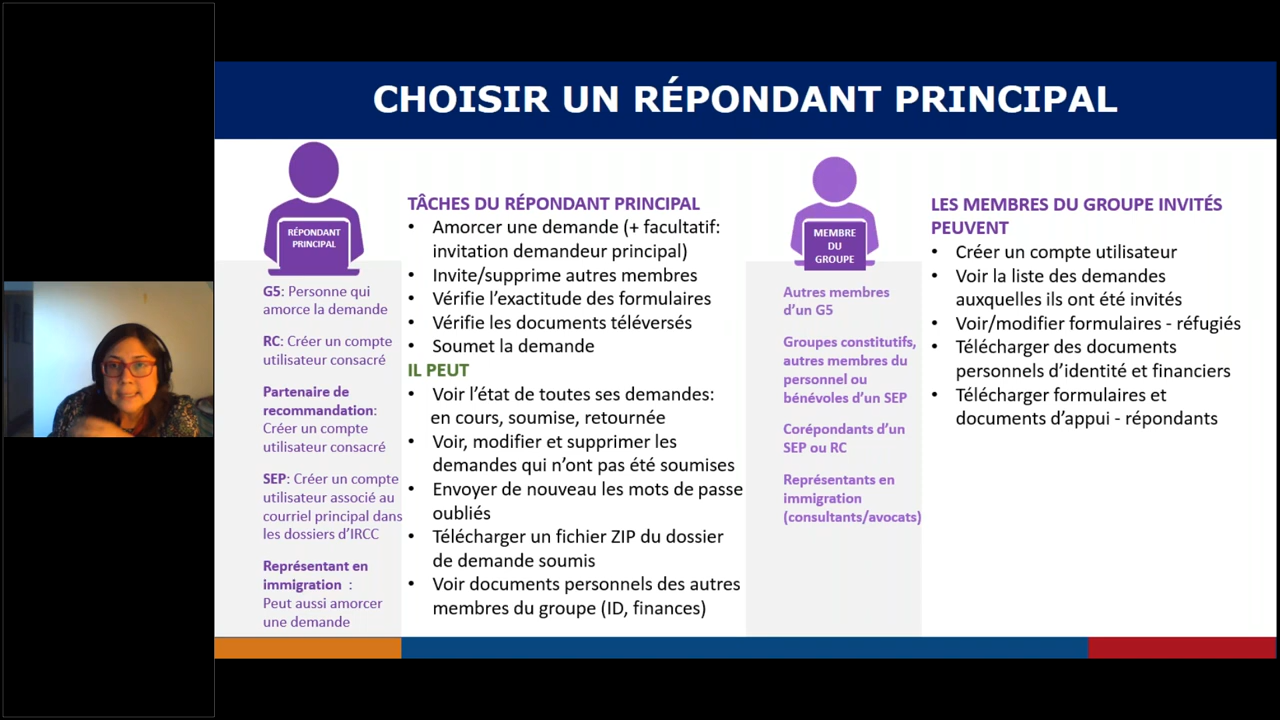 CHOISIR UN RÉPONDANT PRINCIPAL
RÉPONDANT
PRINCIPAL
G5: Personne qui
amorce la demande
RC: Créer un compte
utilisateur consacré
Partenaire de
recommandation:
Créer un compte
utilisateur consacré
SEP: Créer un compte
utilisateur associé au
courriel principal dans
les dossiers d'IRCC
Représentant en
immigration :
Peut aussi amorcer
une demande
TÂCHES DU RÉPONDANT PRINCIPAL
• Amorcer une demande (+ facultatif:
invitation demandeur principal)
• Invite/supprime autres membres
• Vérifie l'exactitude des formulaires
• Vérifie les documents téléversés
• Soumet la demande
IL PEUT
• Voir l'état de toutes ses demandes:
en cours, soumise, retournée
• Voir, modifier et supprimer les
demandes qui n'ont pas été soumises
• Envoyer de nouveau les mots de passe
oubliés
• Télécharger un fichier ZIP du dossier
de demande soumis
• Voir documents personnels des autres
membres du groupe (ID, finances)
MEMBRE
DU
GROUPE
Autres membres
d'un G5
Groupes constitutifs,
autres membres du
personnel ou
bénévoles d'un SEP
Corépondants d'un
SEP ou RC
Représentants en
immigration
(consultants/avocats)
LES MEMBRES DU GROUPE INVITÉS
PEUVENT
• Créer un compte utilisateur
• Voir la liste des demandes
auxquelles ils ont été invités
• Voir/modifier formulaires - réfugiés
• Télécharger des documents
personnels d'identité et financiers
• Télécharger formulaires et
documents d'appui - répondants